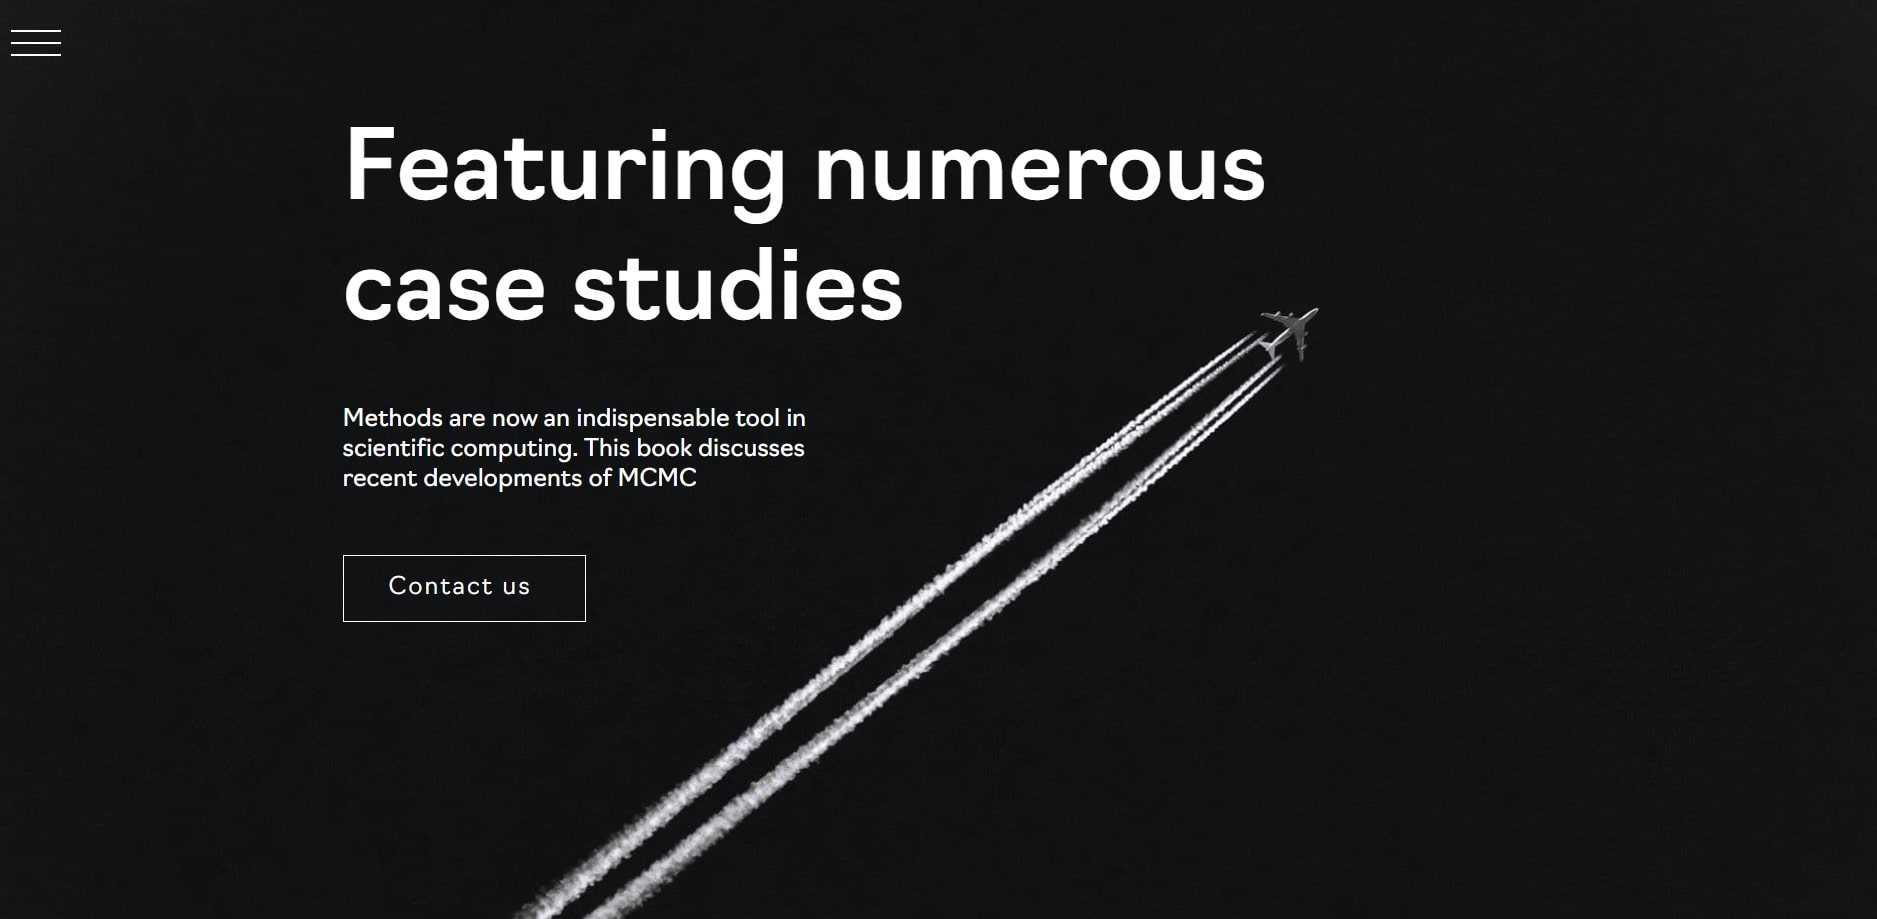 Featuring numerous
case studies
Methods are now an indispensable tool in
scientific computing. This book discusses
recent developments of MCMC
Contact us